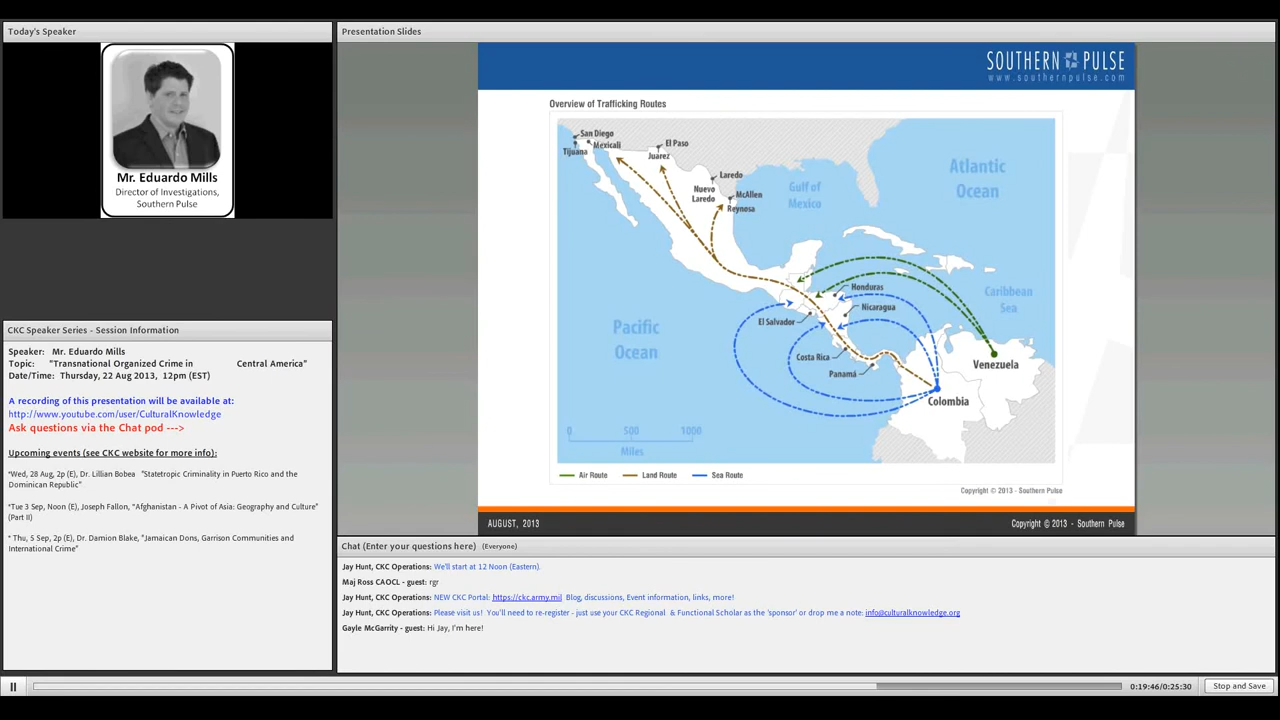 Today's Speaker
Mr. Eduardo Mills
Director of Investigations,
Southern Pulse
CKC Speaker Series - Session Information
Speaker: Mr. Eduardo Mills
Topic: "Transnational Organized Crime in Central America"
Date/Time: Thursday, 22 Aug 2013, 12pm (EST)
A recording of this presentation will be available at:
http://www.youtube.com/user/CulturalKnowledge
Ask questions via the Chat pod --->
Upcoming events (see CKC website for more info):
*Wed, 28 Aug, 2p (E), Dr. Lillian Bobea "Statetropic Criminality in Puerto Rico and the
Dominican Republic"
*Tue 3 Sep, Noon (E), Joseph Fallon, "Afghanistan - A Pivot of Asia: Geography and Culture"
(Part II)
* Thu, 5 Sep, 2p (E), Dr. Damion Blake, "Jamaican Dons, Garrison Communities and
International Crime"
Presentation Slides
SOUTHERN PULSE
www.southernpulse.com
Overview of Trafficking Routes
San Diego
Tijuana
Mexicali
El Paso
Juarez
Laredo
Nuevo
Laredo
McAllen
Reynosa
Gulf of
Mexico
Atlantic
Ocean
Honduras
Nicaragua
Caribbean
Sea
El Salvador
Pacific
Ocean
Costa Rica
Panamá
Venezuela
Colombia
0 500 1000
Miles
Air Route Land Route Sea Route
Copyright © 2013 - Southern Pulse
AUGUST, 2013
Copyright © 2013 - Southern Pulse
Chat (Enter your questions here) (Everyone)
Jay Hunt, CKC Operations: We'll start at 12 Noon (Eastern).
Maj Ross CAOCL - guest: rgr
Jay Hunt, CKC Operations: NEW CKC Portal: https://ckc.army.mil Blog, discussions, Event information, links, more!
Jay Hunt, CKC Operations: Please visit us! You'll need to re-register - just use your CKC Regional & Functional Scholar as the 'sponsor' or drop me a note: info@culturalknowledge.org
Gayle McGarrity - guest: Hi Jay, I'm here!
0:19:46/0:25:30
Stop and Save